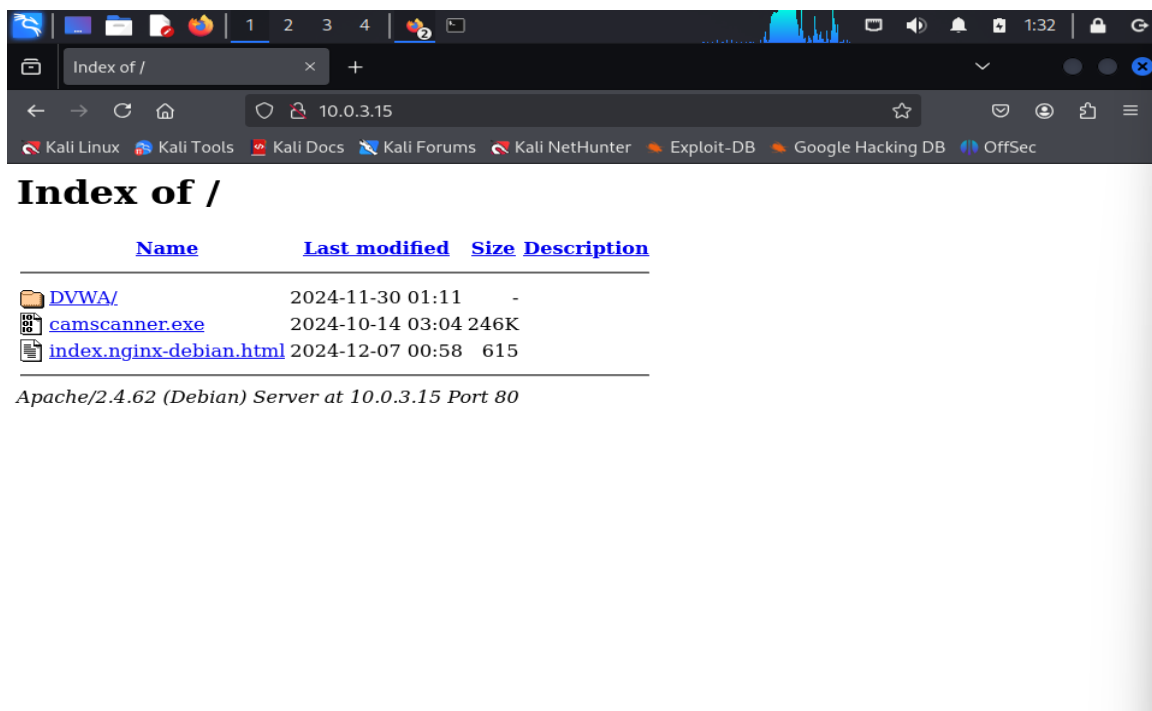 1 2 3 4 2 1:32
Index of /
10.0.3.15
Kali Linux Kali Tools Kali Docs Kali Forums Kali NetHunter Exploit-DB Google Hacking DB OffSec
Index of /
Name Last modified Size Description
DVWA/ 2024-11-30 01:11 -
camscanner.exe 2024-10-14 03:04 246K
index.nginx-debian.html 2024-12-07 00:58 615
Apache/2.4.62 (Debian) Server at 10.0.3.15 Port 80